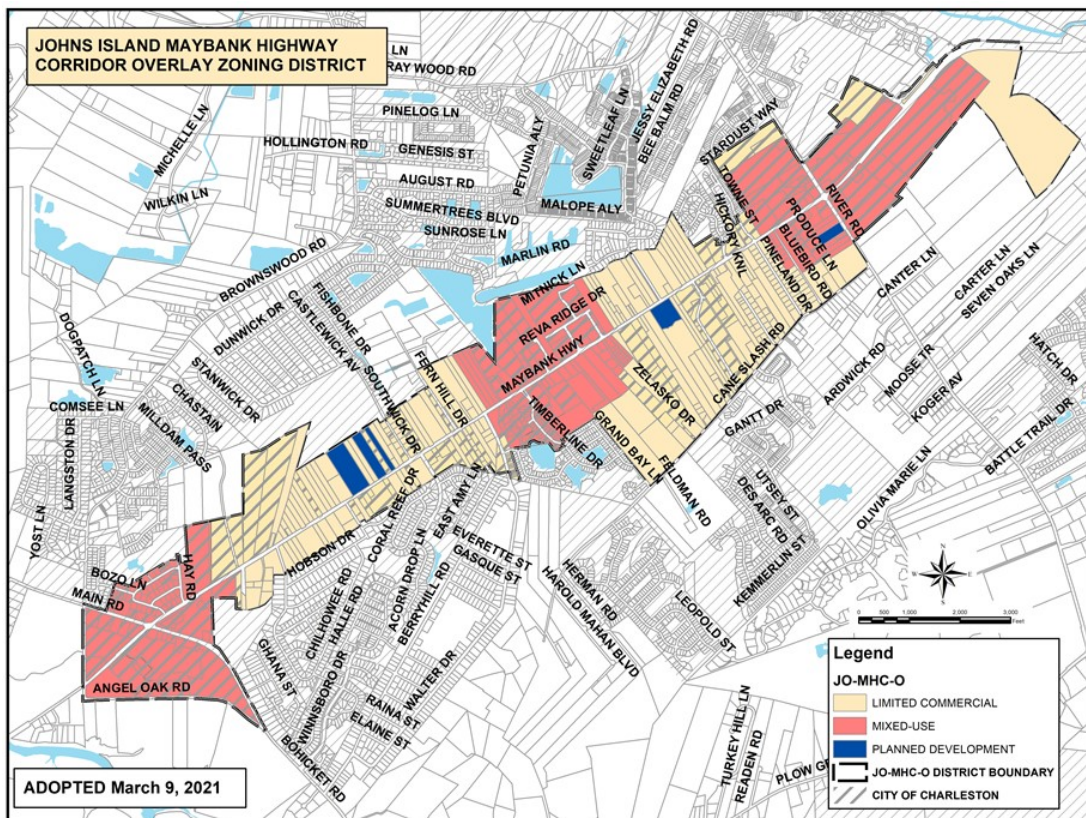 JOHNS ISLAND MAYBANK HIGHWAY
CORRIDOR OVERLAY ZONING DISTRICT
LN
RAY WOOD RD
PINELOG LN
HOLLINGTON RD
GENESIS ST
MICHELLE LN
WILKIN LN
AUGUST RD
SUMMERTREES BLVD
SUNROSE LN
PETUNIA ALY
SWEETLEAF LN
JESSY ELIZABETH RD
BEE BALM RD
MALOPE ALY
STARDUST WAY
TOWNE ST
HICKORY KNL
PRODUCE LN
RIVER RD
BLUEBIRD RD
PINELAND DR
MARLIN RD
MITNICK LN
BROWNSWOOD RD
DUNWICK DR
CASTLEWICK AV
FISHBONE DR
SOUTHWICK DR
FERN HILL DR
REVA RIDGE DR
MAYBANK HWY
CANTER LN
CARTER LN
SEVEN OAKS LN
DOGPATCH LN
STANWICK DR
CHASTAIN
COMSEE LN
MILLDAM PASS
LANGSTON DR
YOST LN
TIMBERLINE DR
ZELASKO DR
CANE SLASH RD
GRAND BAY LN
FELDMAN RD
GANTT DR
ARDWICK RD
MOOSE TR
KOGER AV
HATCH DR
BATTLE TRAIL DR
OLIVIA MARIE LN
UTSEY ST
DES ARC RD
KEMMERLIN ST
BOZO LN
HAY RD
MAIN RD
HOBSON DR
CORAL REEF DR
EAST AMY LN
EVERETTE ST
GASQUE ST
ACORN DROP LN
BERRYHILL RD
CHILHOWEE RD
HALLE RD
HERMAN RD
HAROLD MAHAN BLVD
LEOPOLD ST
ANGEL OAK RD
GHANA ST
WINNSBORO DR
RAINA ST
ELAINE ST
WALTER DR
BOHICKET RD
TURKEY HILL LN
READEN RD
PLOW GR
N
W
E
S
0 500 1,000 2,000 3,000
Feet
Legend
JO-MHC-O
LIMITED COMMERCIAL
MIXED-USE
PLANNED DEVELOPMENT
JO-MHC-O DISTRICT BOUNDARY
CITY OF CHARLESTON
ADOPTED March 9, 2021